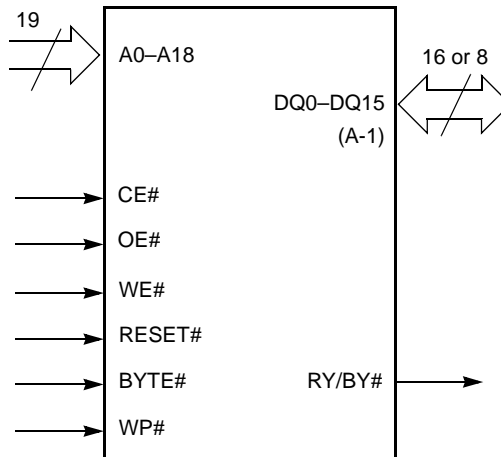 19
A0–A18
16 or 8
DQ0–DQ15
(A-1)
CE#
OE#
WE#
RESET#
BYTE#
RY/BY#
WP#